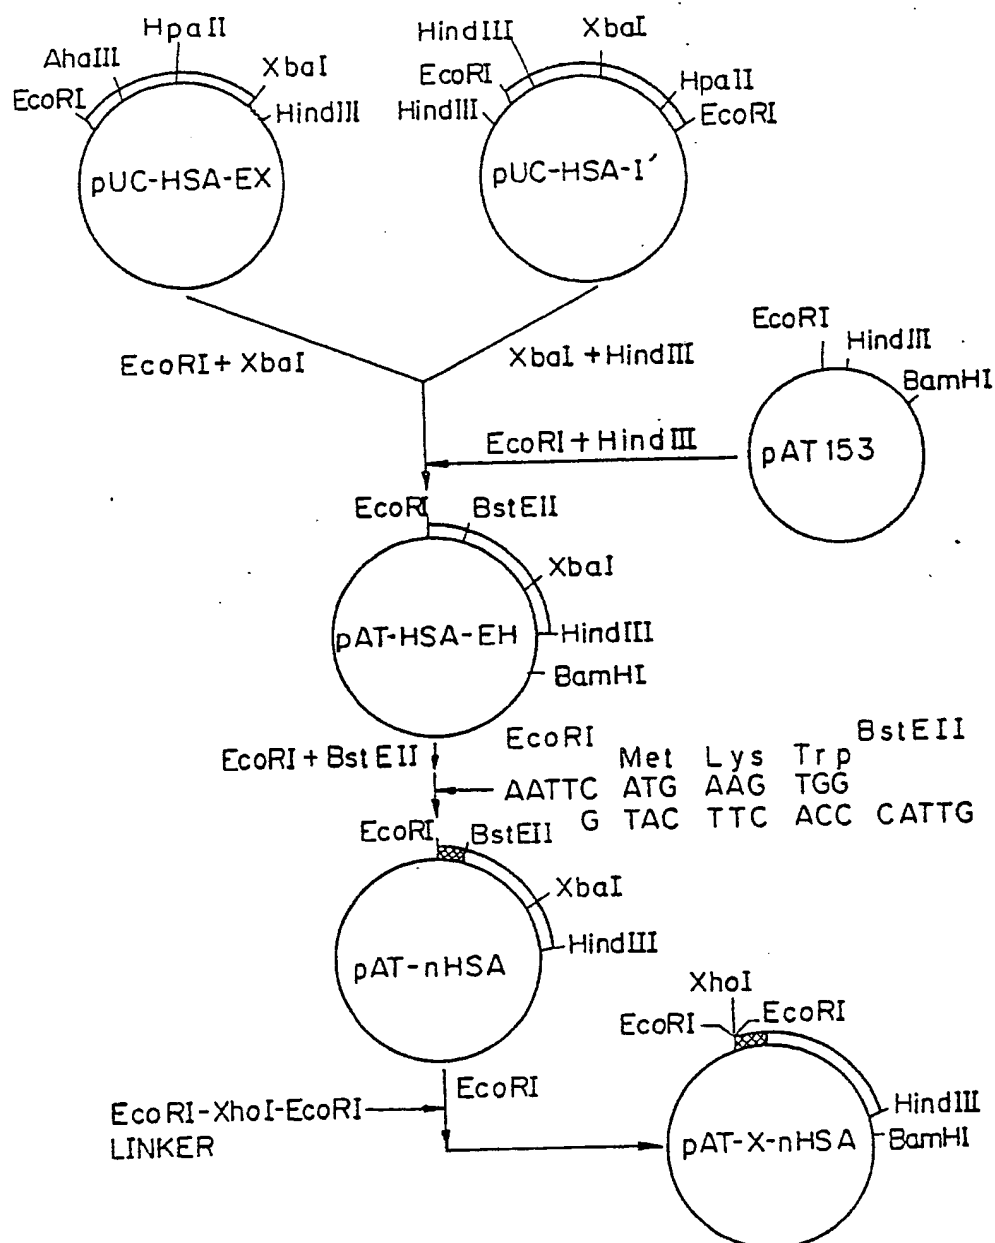 HpaII
AhaIII
XbaI
EcoRI
HindIII
pUC-HSA-EX
HindIII
XbaI
EcoRI
HpaII
HindIII
EcoRI
pUC-HSA-I′
EcoRI+XbaI
XbaI+HindIII
EcoRI
HindIII
BamHI
pAT153
EcoRI+HindIII
EcoRI
BstEII
XbaI
pAT-HSA-EH
HindIII
BamHI
EcoRI+BstEII
EcoRI
BstEII
Met Lys Trp
AATTC ATG AAG TGG
G TAC TTC ACC CATTG
EcoRI
BstEII
XbaI
HindIII
pAT-nHSA
XhoI
EcoRI
EcoRI
EcoRI
EcoRI-XhoI-EcoRI
LINKER
HindIII
BamHI
pAT-X-nHSA